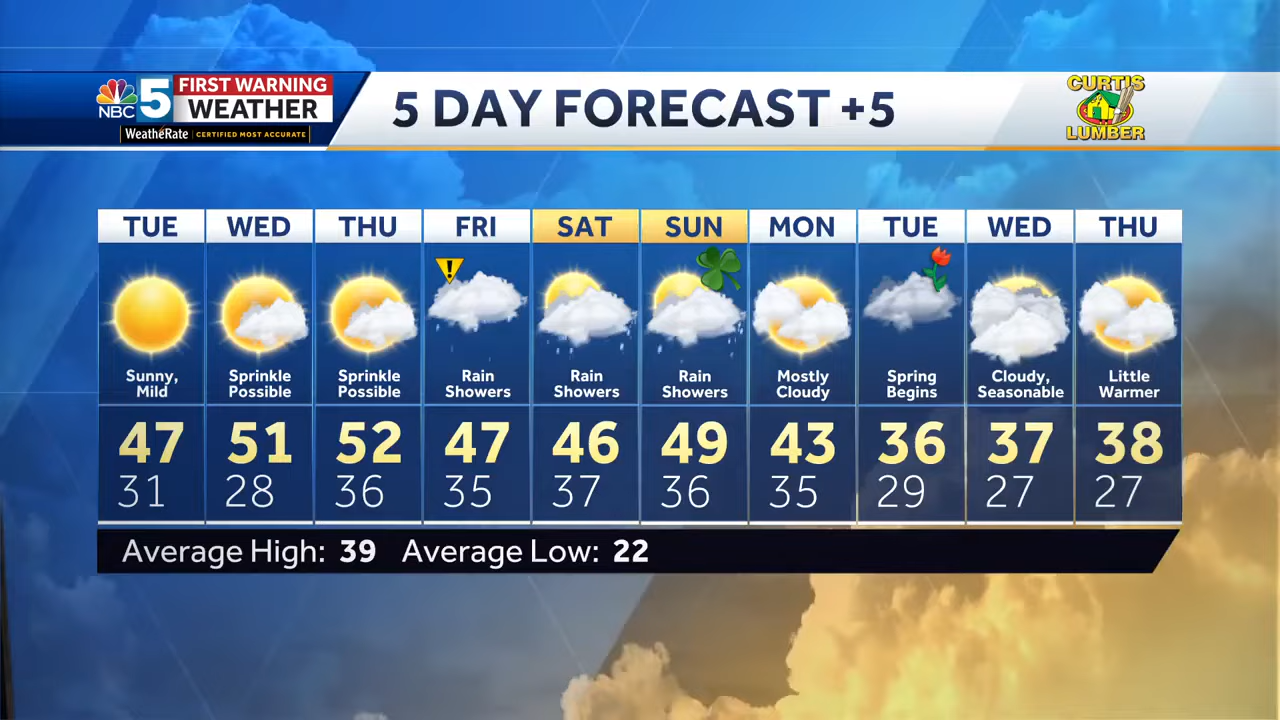 NBC 5 FIRST WARNING
WEATHER
WeatheRate CERTIFIED MOST ACCURATE
5 DAY FORECAST +5
CURTIS
LUMBER
TUE WED THU FRI SAT SUN MON TUE WED THU
!
Sunny, Sprinkle Sprinkle Rain Rain Rain Mostly Spring Cloudy, Little
Mild Possible Possible Showers Showers Showers Cloudy Begins Seasonable Warmer
47 51 52 47 46 49 43 36 37 38
31 28 36 35 37 36 35 29 27 27
Average High: 39 Average Low: 22